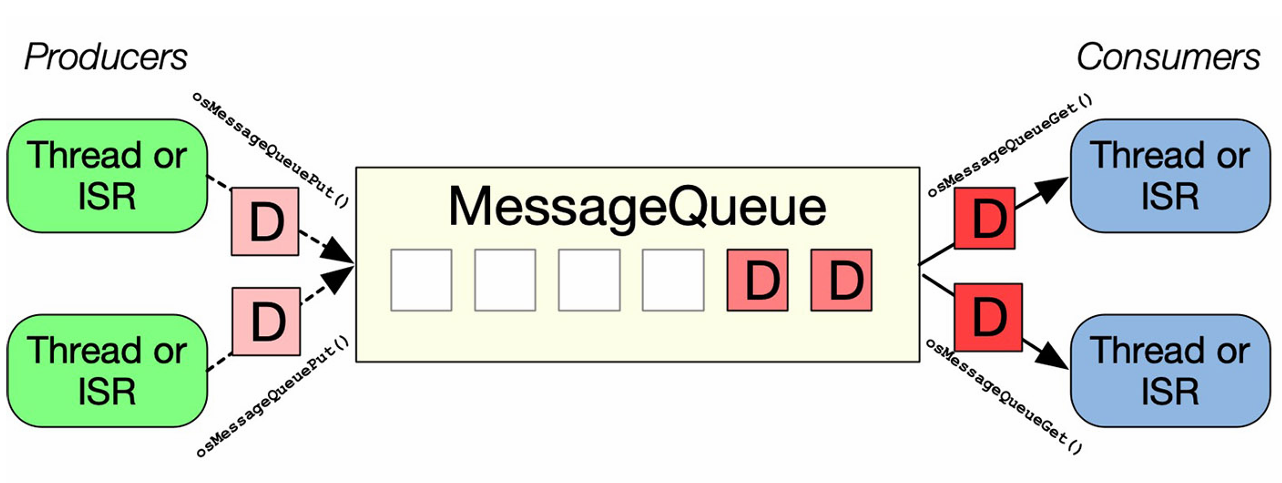 Producers
Consumers
osMessageQueuePut()
osMessageQueueGet()
Thread or
ISR
D
MessageQueue
D
Thread or
ISR
D D
Thread or
ISR
D
D
Thread or
ISR
osMessageQueuePut()
osMessageQueueGet()